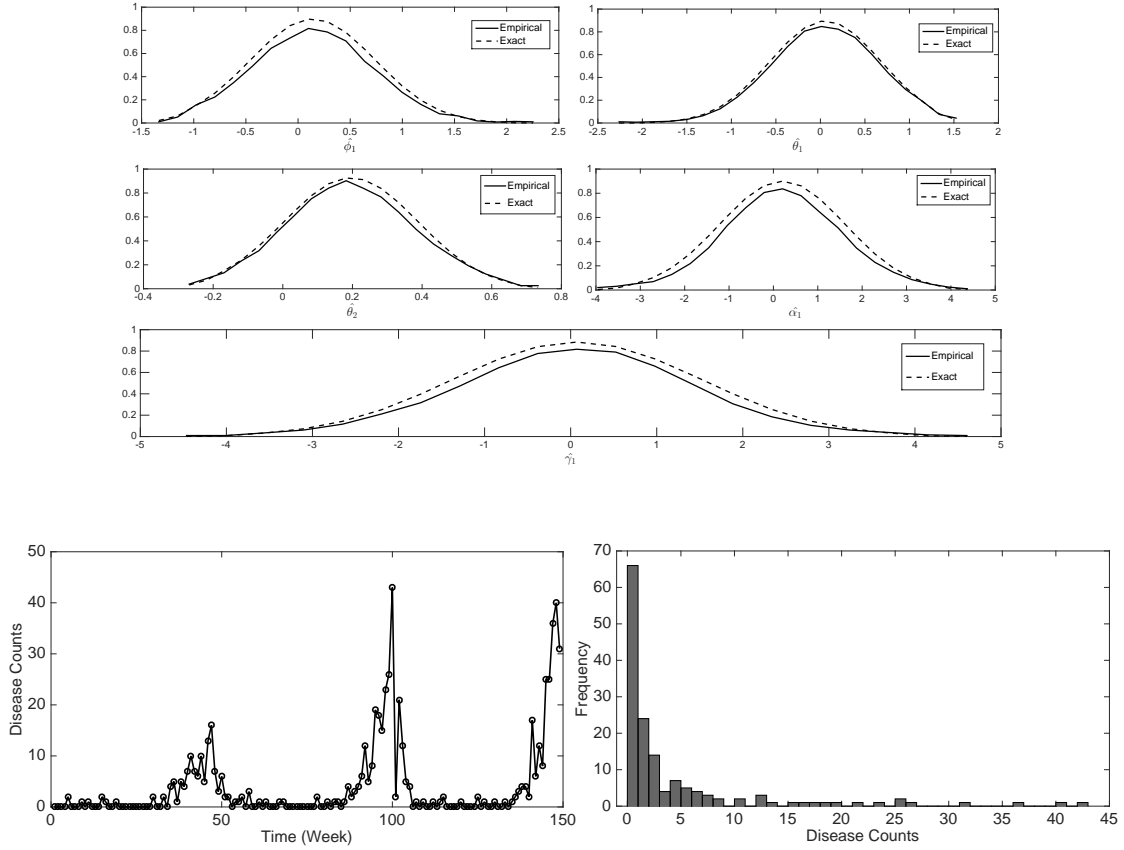 1
0.8
0.6
0.4
0.2
0
-1.5 -1 -0.5 0 0.5 1 1.5 2 2.5
φ̂₁
Empirical
Exact
1
0.8
0.6
0.4
0.2
0
-2.5 -2 -1.5 -1 -0.5 0 0.5 1 1.5 2
θ̂₁
Empirical
Exact
1
0.8
0.6
0.4
0.2
0
-0.4 -0.2 0 0.2 0.4 0.6 0.8
θ̂₂
Empirical
Exact
1
0.8
0.6
0.4
0.2
0
-4 -3 -2 -1 0 1 2 3 4 5
α̂₁
Empirical
Exact
1
0.8
0.6
0.4
0.2
0
-5 -4 -3 -2 -1 0 1 2 3 4 5
γ̂₁
Empirical
Exact
50
40
30
20
10
0
Disease Counts
0 50 100 150
Time (Week)
70
60
50
40
30
20
10
0
Frequency
0 5 10 15 20 25 30 35 40 45
Disease Counts